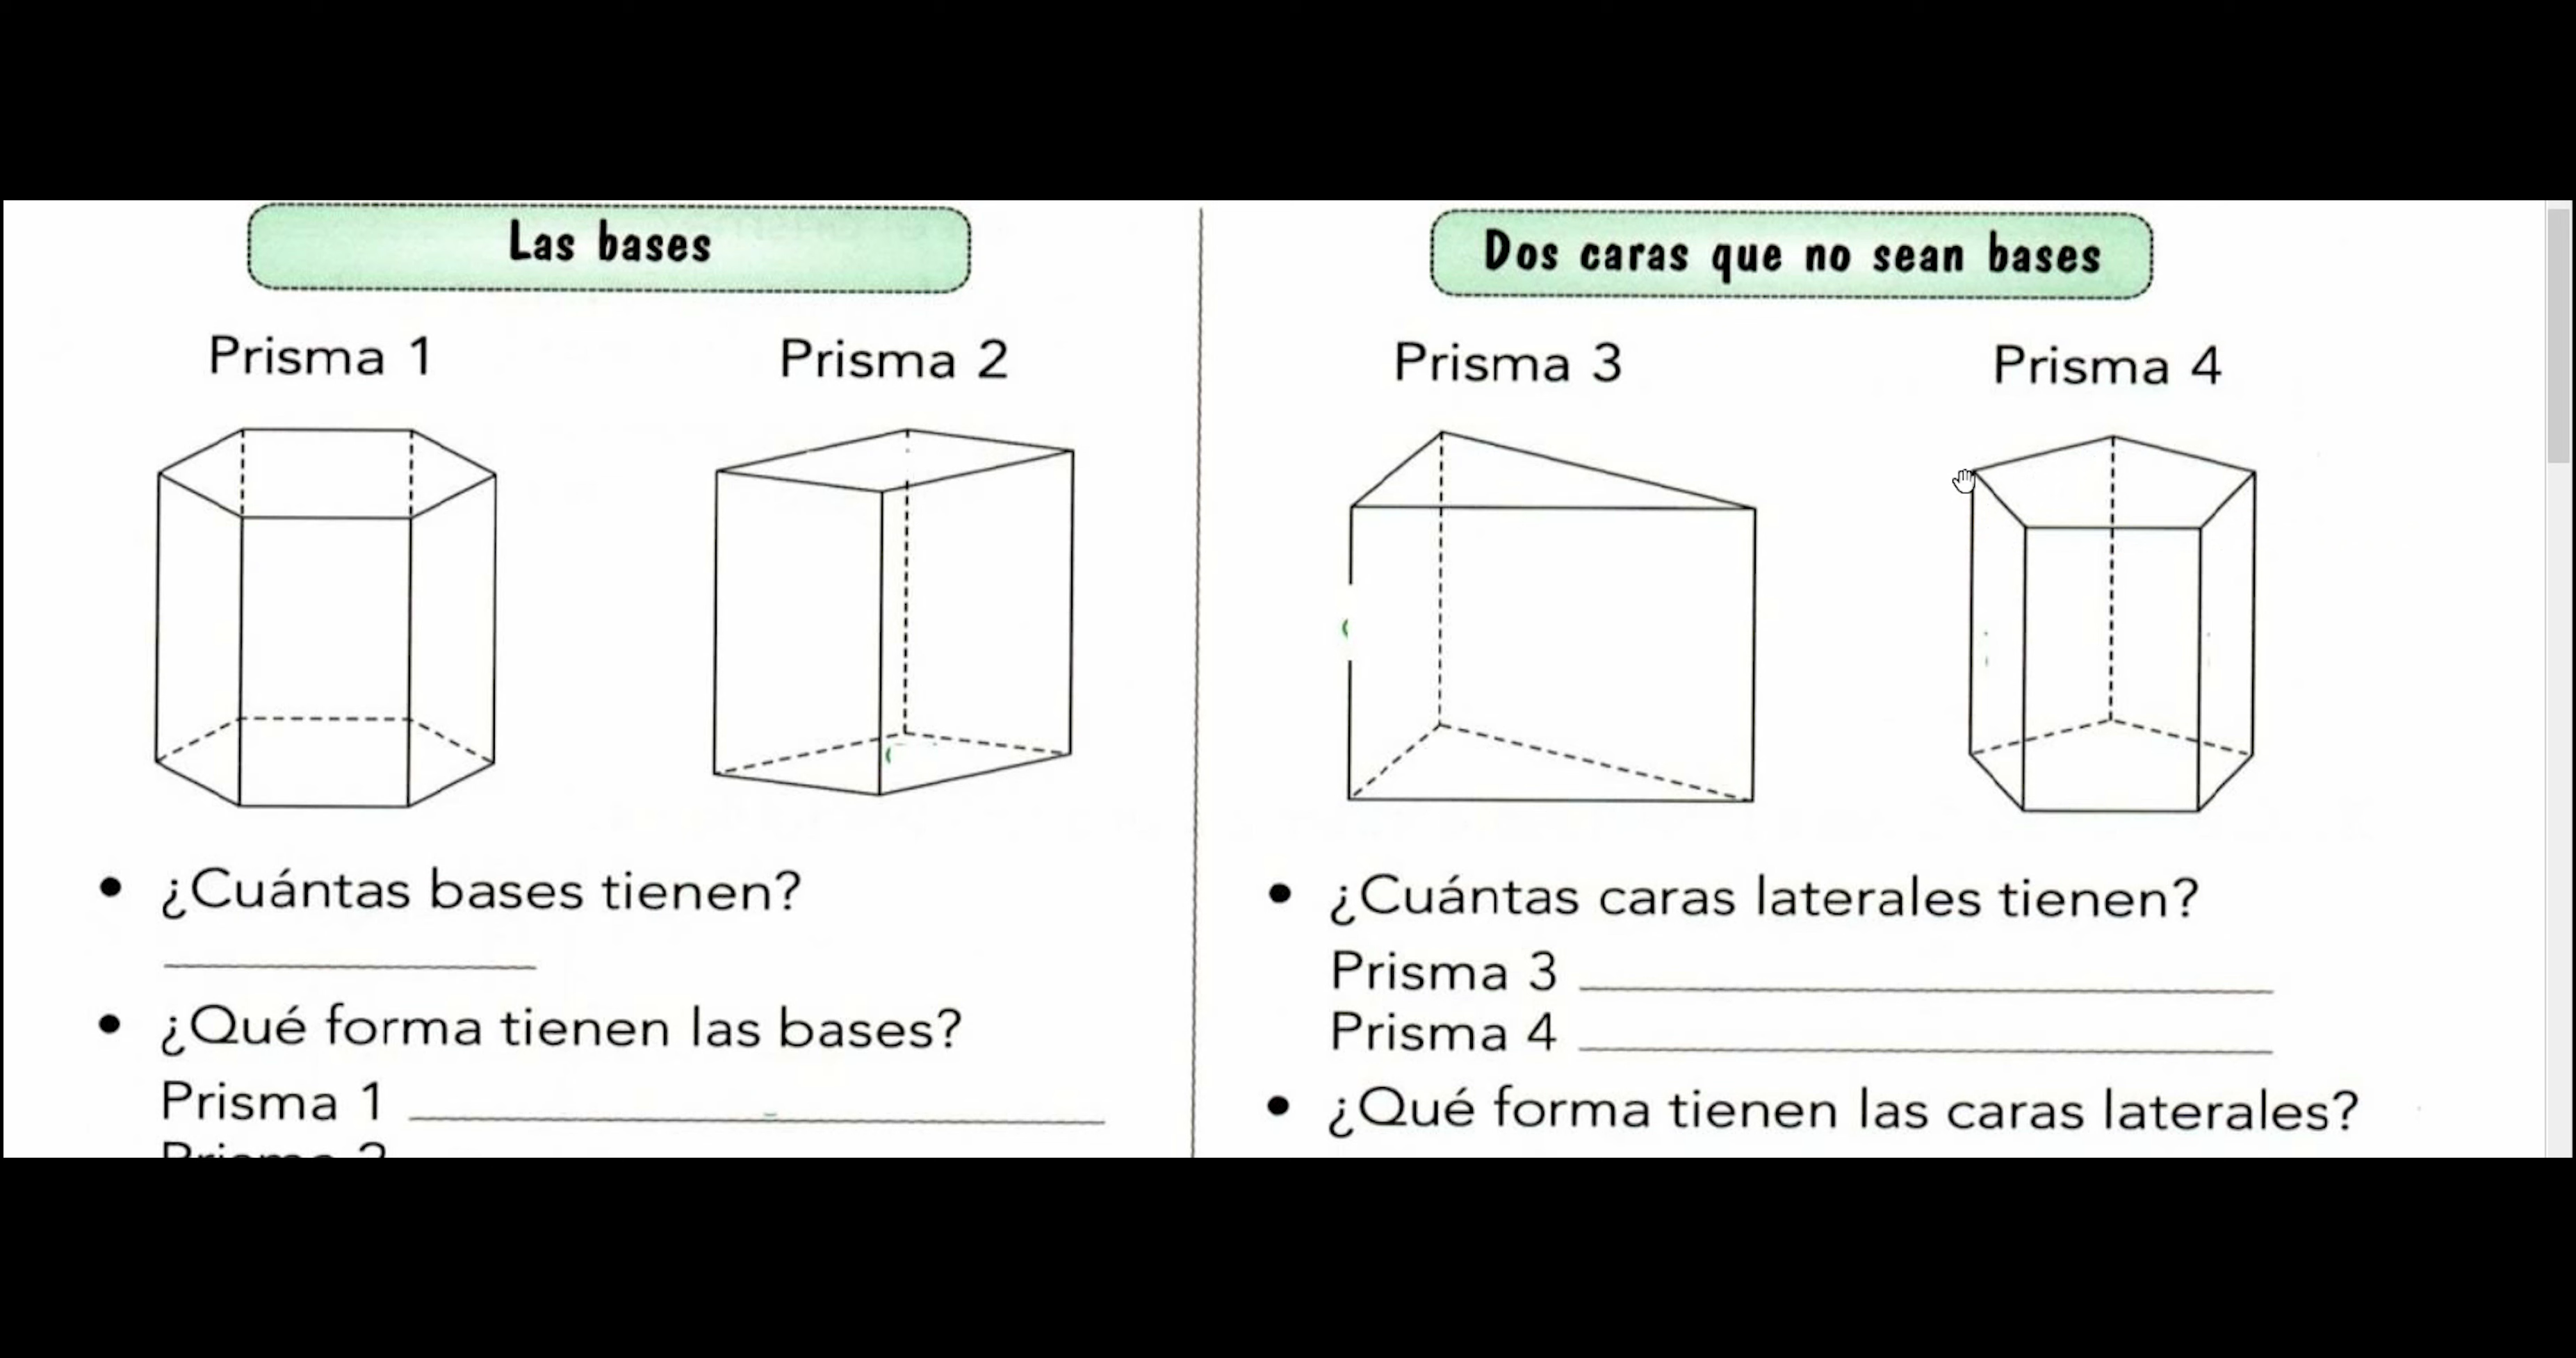 Las bases
Prisma 1
Prisma 2
¿Cuántas bases tienen?
¿Qué forma tienen las bases?
Prisma 1
Prisma 2
Dos caras que no sean bases
Prisma 3
Prisma 4
¿Cuántas caras laterales tienen?
Prisma 3
Prisma 4
¿Qué forma tienen las caras laterales?